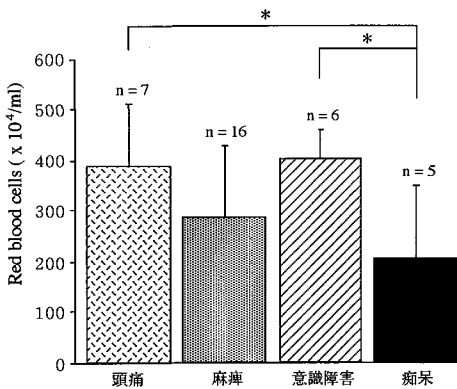 *
*
Red blood cells ( x 10⁴/ml)
600
500
400
300
200
100
0
n = 7
n = 16
n = 6
n = 5
頭痛
麻痺
意識障害
痴呆